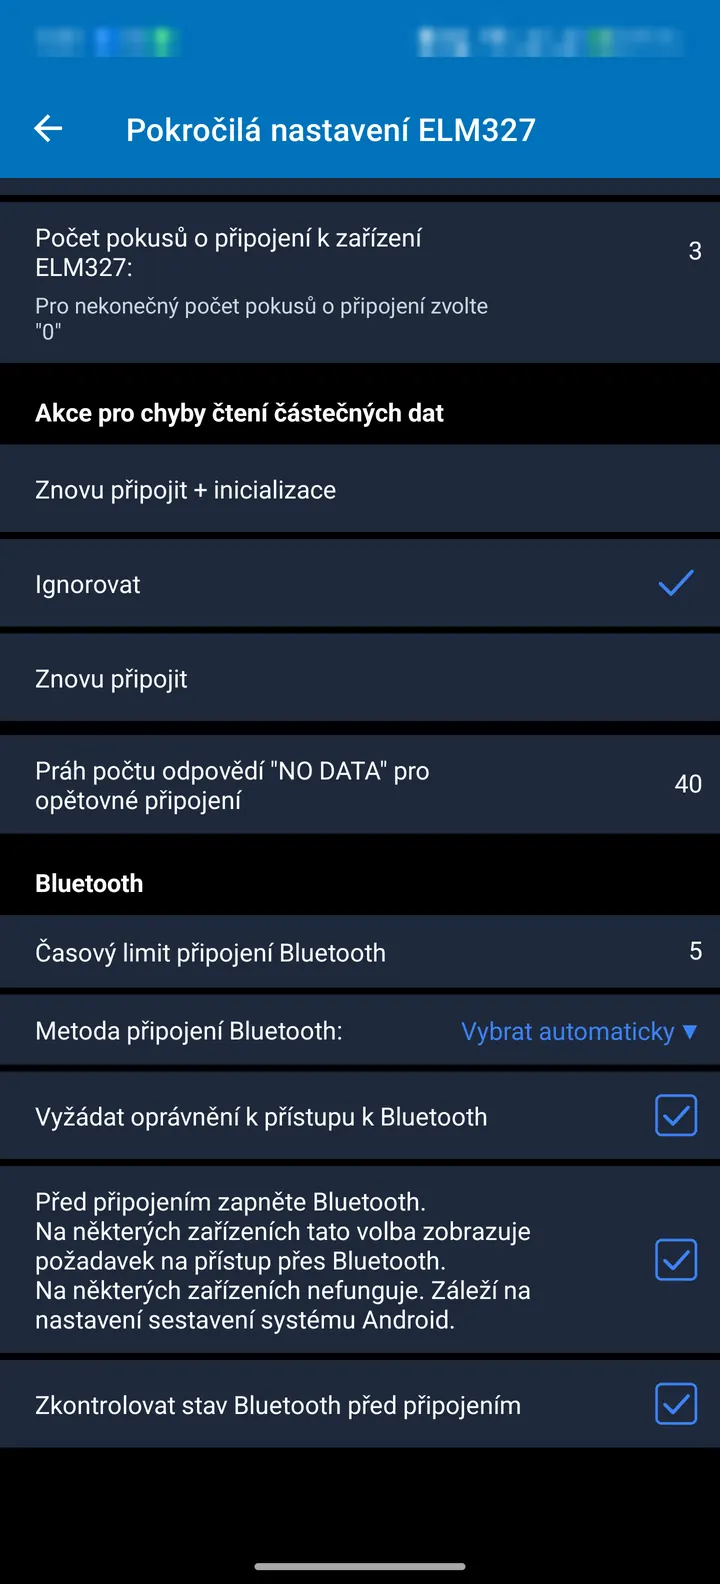 Pokročilá nastavení ELM327
Počet pokusů o připojení k zařízení
ELM327:
3
Pro nekonečný počet pokusů o připojení zvolte
"0"
Akce pro chyby čtení částečných dat
Znovu připojit + inicializace
Ignorovat
Znovu připojit
Práh počtu odpovědí "NO DATA" pro
opětovné připojení
40
Bluetooth
Časový limit připojení Bluetooth
5
Metoda připojení Bluetooth:
Vybrat automaticky ▼
Vyžádat oprávnění k přístupu k Bluetooth
Před připojením zapněte Bluetooth.
Na některých zařízeních tato volba zobrazuje
požadavek na přístup přes Bluetooth.
Na některých zařízeních nefunguje. Záleží na
nastavení sestavení systému Android.
Zkontrolovat stav Bluetooth před připojením